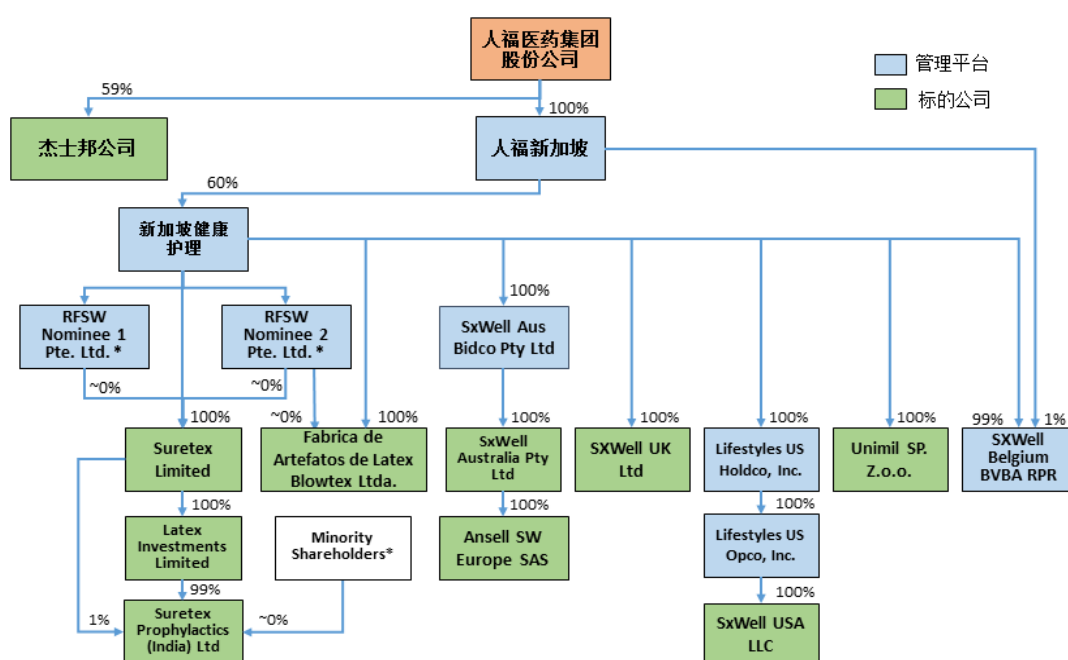 人福医药集团
股份公司
管理平台
标的公司
59%
100%
杰士邦公司
人福新加坡
60%
新加坡健康
护理
100%
RFSW
Nominee 1
Pte. Ltd. *
RFSW
Nominee 2
Pte. Ltd. *
SxWell Aus
Bidco Pty Ltd
~0%
~0%
100%
~0%
100%
100%
100%
100%
100%
99%
1%
Suretex
Limited
Fabrica de
Artefatos de Latex
Blowtex Ltda.
SxWell
Australia Pty
Ltd
SXWell UK
Ltd
Lifestyles US
Holdco, Inc.
Unimil SP.
Z.o.o.
SXWell
Belgium
BVBA RPR
100%
100%
100%
Latex
Investments
Limited
Minority
Shareholders*
Ansell SW
Europe SAS
Lifestyles US
Opco, Inc.
99%
100%
1%
Suretex
Prophylactics
(India) Ltd
~0%
SxWell USA
LLC